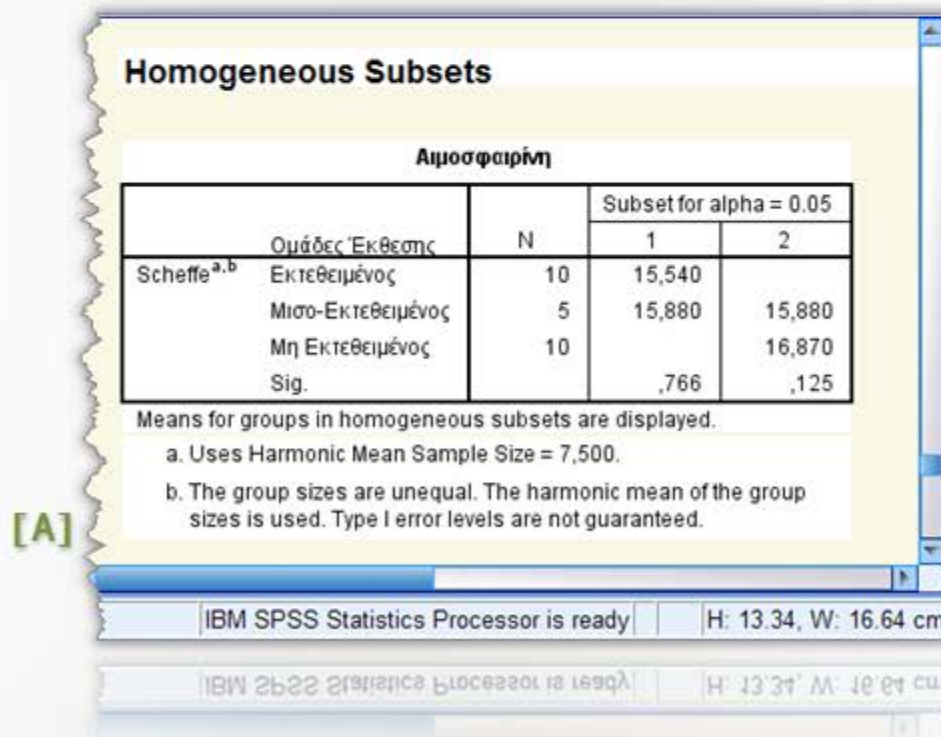 Homogeneous Subsets
Αιμοσφαιρίνη
Subset for alpha = 0.05
Ομάδες Έκθεσης N 1 2
Scheffe a,b Εκτεθειμένος 10 15,540
Μισο-Εκτεθειμένος 5 15,880 15,880
Μη Εκτεθειμένος 10 16,870
Sig. ,766 ,125
Means for groups in homogeneous subsets are displayed.
a. Uses Harmonic Mean Sample Size = 7,500.
b. The group sizes are unequal. The harmonic mean of the group
sizes is used. Type I error levels are not guaranteed.
[A]
IBM SPSS Statistics Processor is ready H: 13.34, W: 16.64 cm